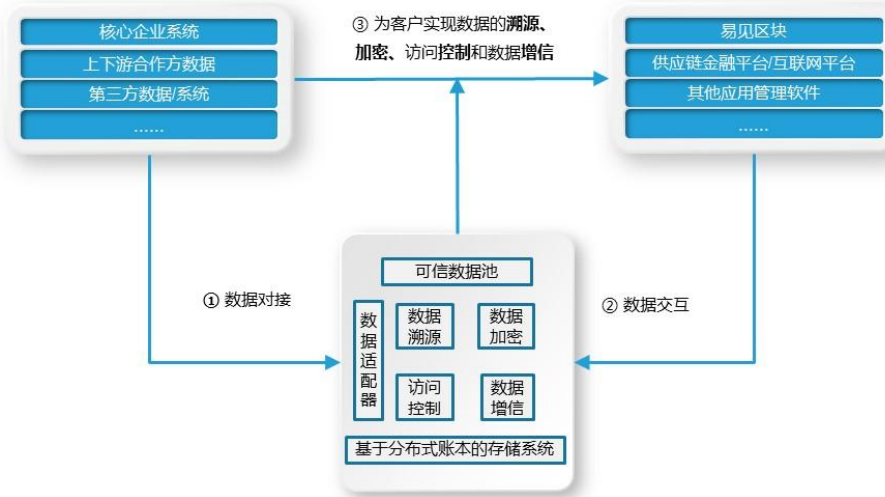 核心企业系统
上下游合作方数据
第三方数据/系统
......
③ 为客户实现数据的溯源、
加密、访问控制和数据增信
易见区块
供应链金融平台/互联网平台
其他应用管理软件
......
① 数据对接
② 数据交互
可信数据池
数据适配器
数据
溯源
数据
加密
访问
控制
数据
增信
基于分布式账本的存储系统